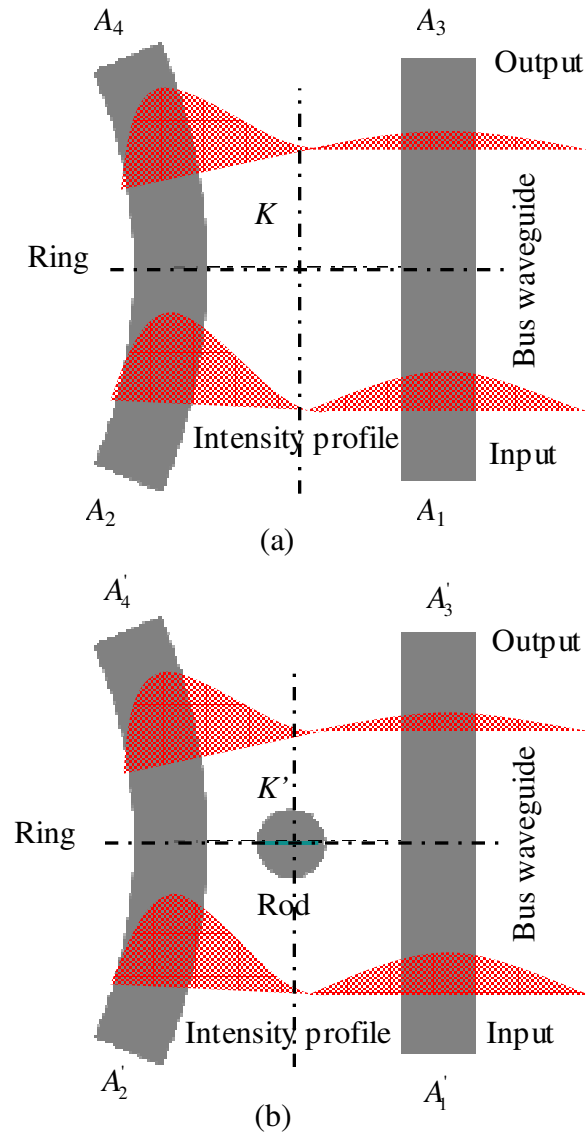 A4 A3
Output
K
Ring
Bus waveguide
Intensity profile
Input
A2 A1
(a)
A'4 A'3
Output
K'
Ring
Rod
Bus waveguide
Intensity profile
Input
A'2 A'1
(b)